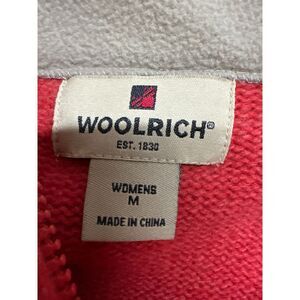 WOOLRICH®
EST. 1830
WOMENS
M
MADE IN CHINA